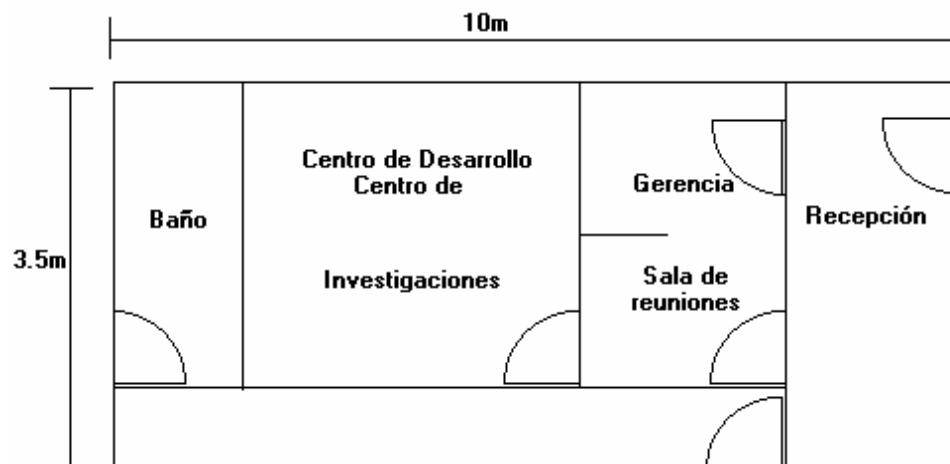 10m
Centro de Desarrollo
Centro de
Gerencia
Baño
Recepción
3.5m
Investigaciones
Sala de
reuniones